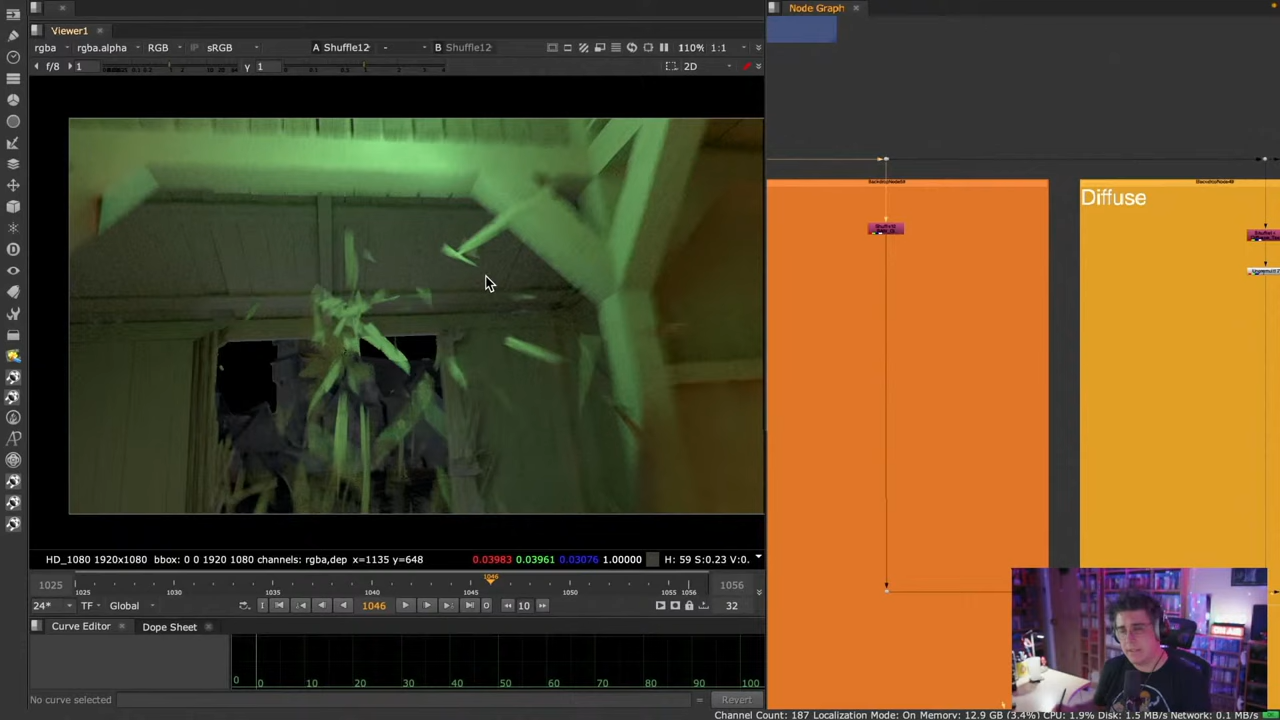 Viewer1
rgba rgba.alpha RGB sRGB A Shuffle12 - B Shuffle12 110% 1:1
f/8 1 γ 1 2D
HD_1080 1920x1080 bbox: 0 0 1920 1080 channels: rgba,dep x=1135 y=648 0.03983 0.03961 0.03076 1.00000 H: 59 S:0.23 V:0.
1025 1030 1035 1040 1046 1050 1055 1056 1056
24* TF Global 1046 10 32
Curve Editor Dope Sheet
0 0 10 20 30 40 50 60 70 80 90 100
No curve selected = Revert
Node Graph
Diffuse
Channel Count: 187 Localization Mode: On Memory: 12.9 GB (3.4%) CPU: 1.9% Disk: 1.5 MB/s Network: 0.1 MB/s